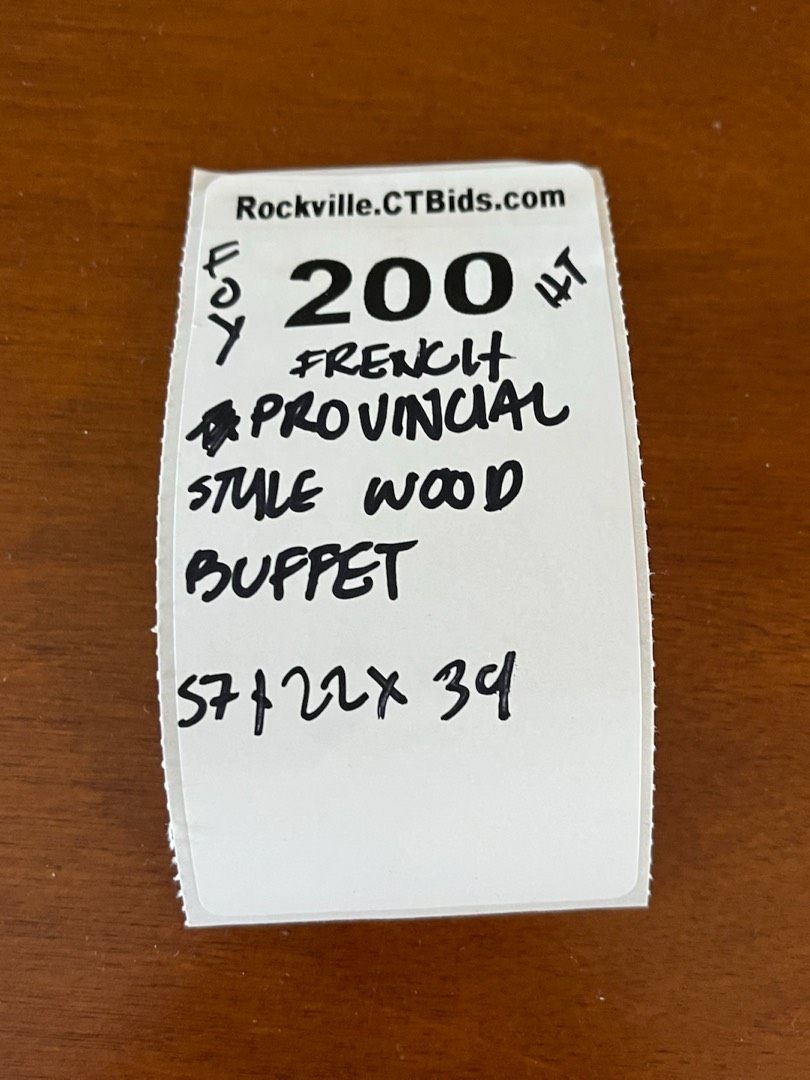 Rockville.CTBids.com
FOY
200
HT
FRENCH
PROVINCIAL
STYLE WOOD
BUFFET
57x22x39